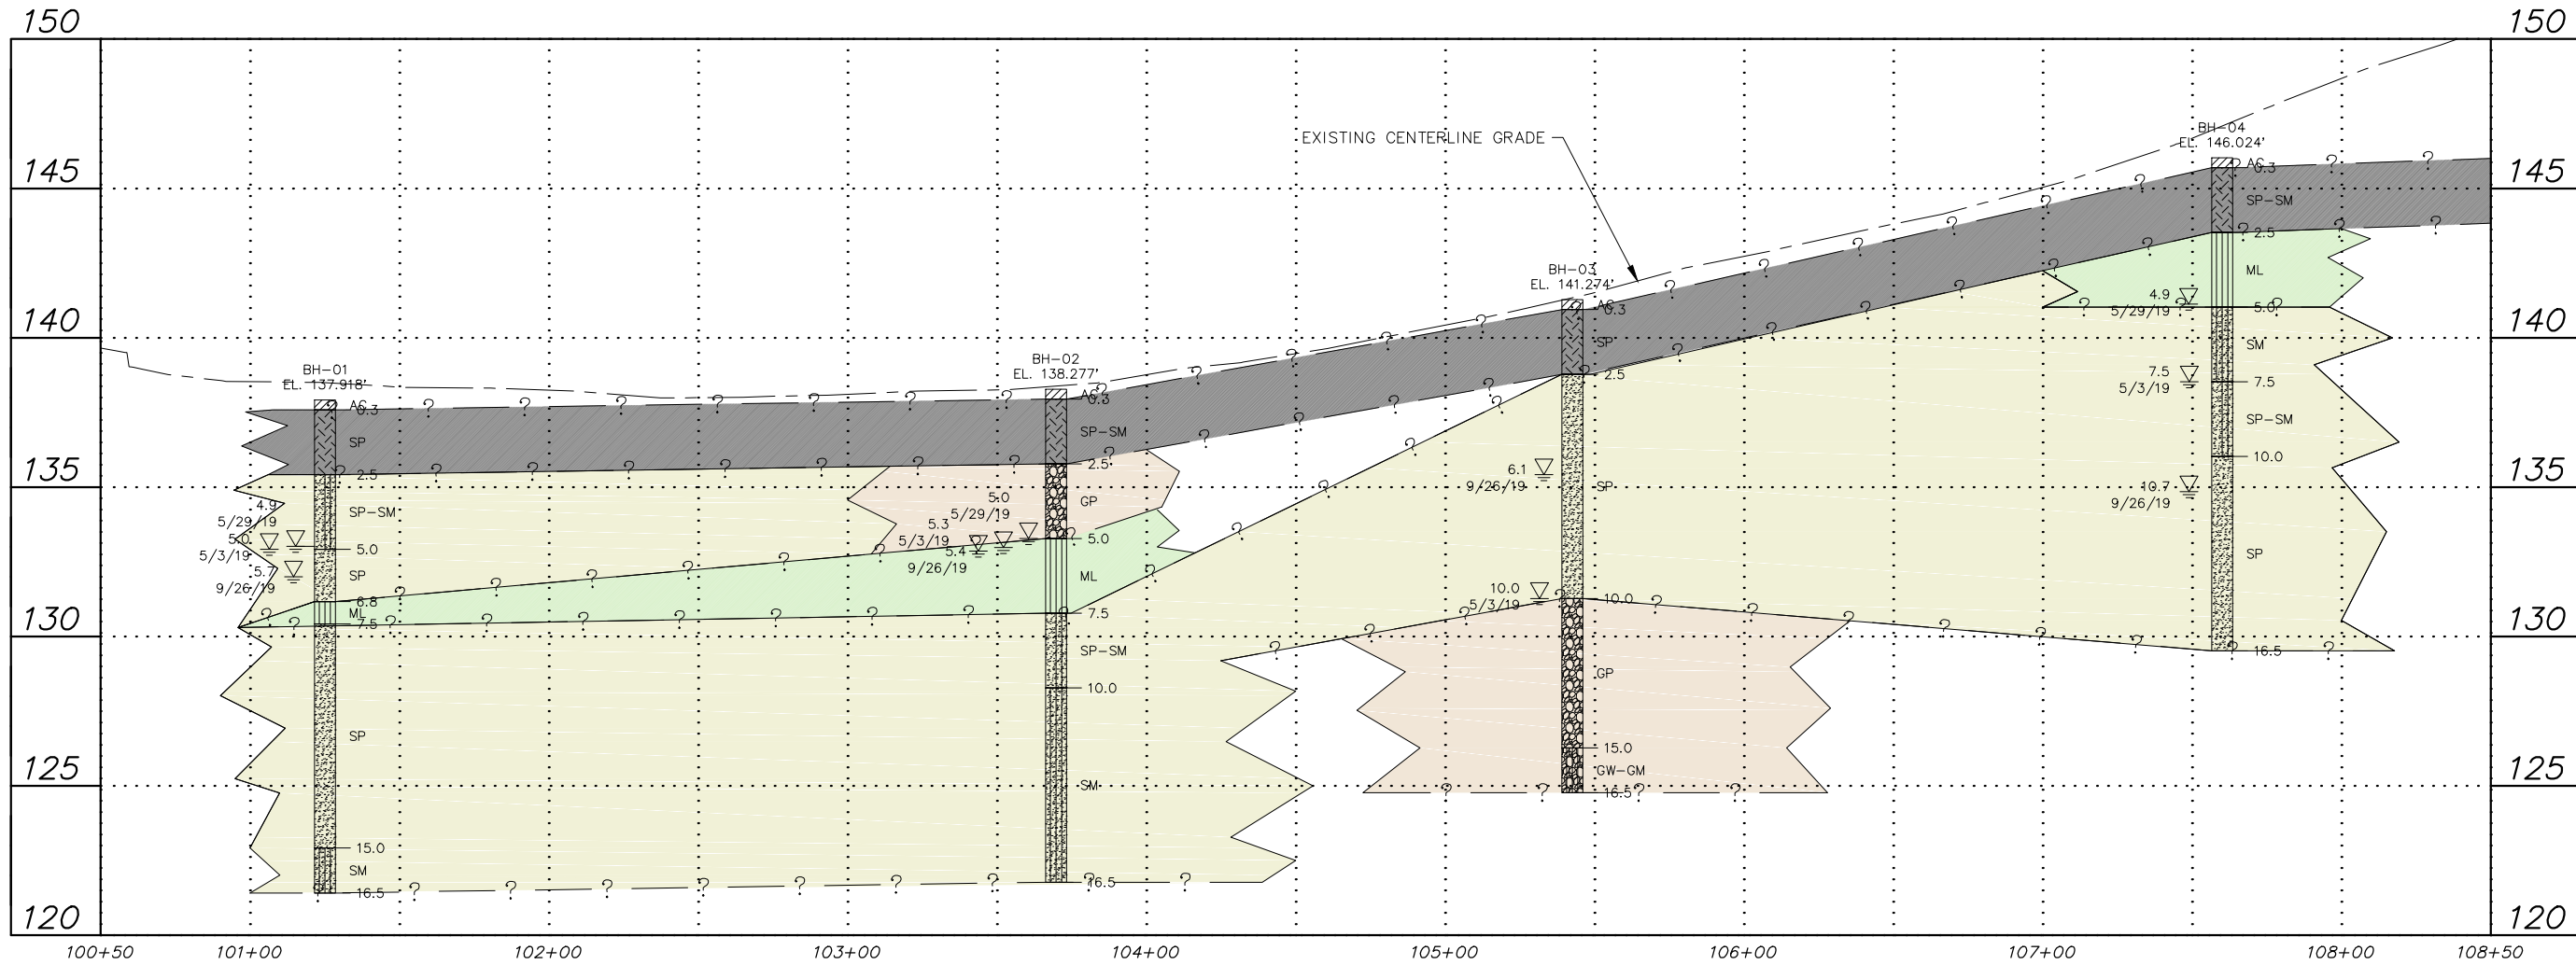 150
150
EXISTING CENTERLINE GRADE
BH-04
EL. 146.024'
145
145
AC
0.3
SP-SM
2.5
ML
4.9
5/29/19
5.0
SM
7.5
5/3/19
7.5
SP-SM
10.0
10.7
9/26/19
SP
16.5
BH-03
EL. 141.274'
AC
0.3
SP
2.5
6.1
9/26/19
SP
10.0
5/3/19
10.0
GP
15.0
GW-GM
16.5
140
140
BH-02
EL. 138.277'
AC
0.3
SP-SM
2.5
5.0
5/29/19
GP
5.3
5/3/19
5.4
9/26/19
5.0
ML
7.5
SP-SM
10.0
SM
16.5
BH-01
EL. 137.918'
AC
0.3
SP
2.5
4.9
5/29/19
SP-SM
5.0
5/3/19
5.0
5.7
9/26/19
SP
6.8
ML
7.5
SP
15.0
SM
16.5
135
135
130
130
125
125
120
120
100+50
101+00
102+00
103+00
104+00
105+00
106+00
107+00
108+00
108+50